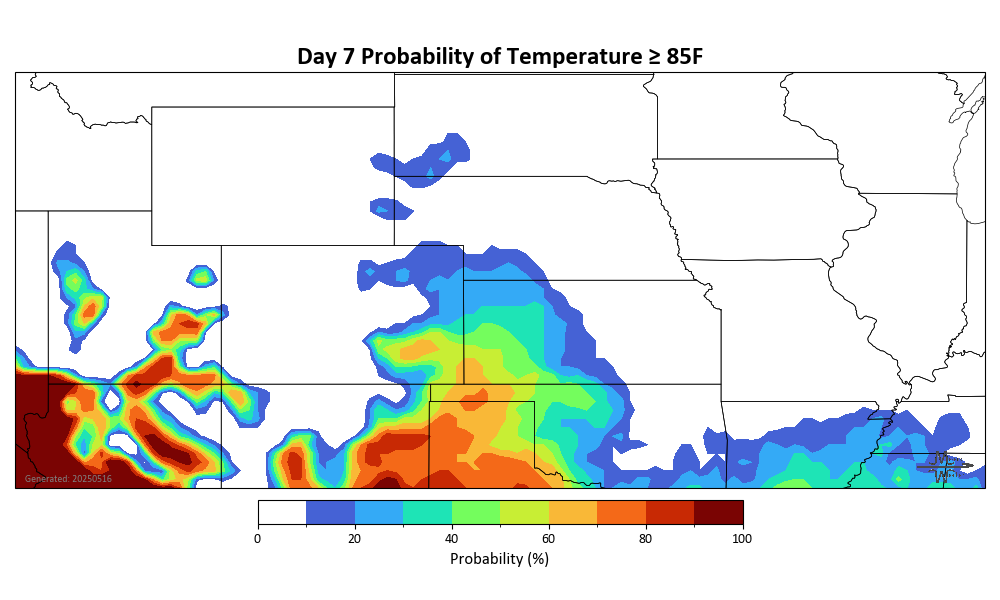 Day 7 Probability of Temperature ≥ 85F
Generated: 20250516
0 20 40 60 80 100
Probability (%)